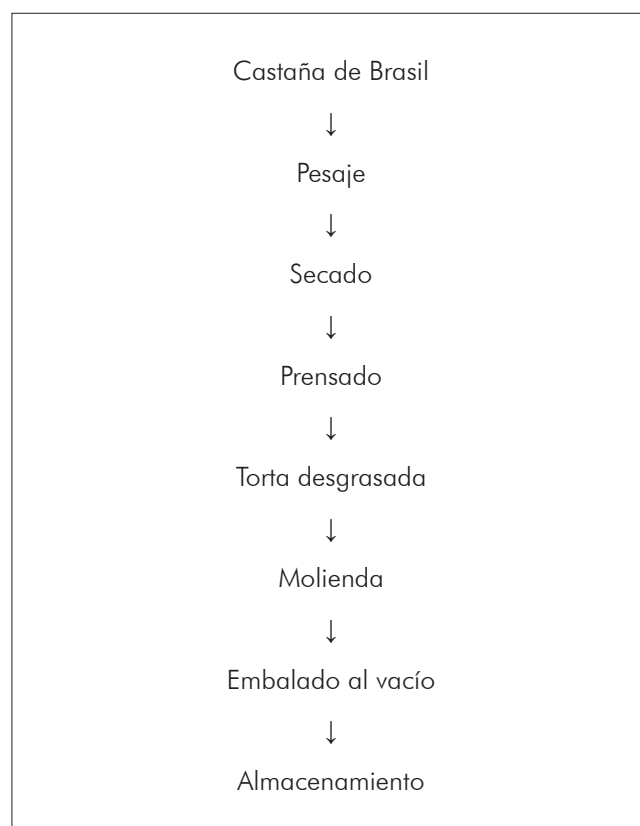 Castaña de Brasil
↓
Pesaje
↓
Secado
↓
Prensado
↓
Torta desgrasada
↓
Molienda
↓
Embalado al vacío
↓
Almacenamiento